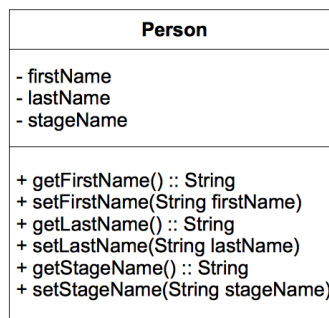 Person
- firstName
- lastName
- stageName
+ getFirstName() :: String
+ setFirstName(String firstName)
+ getLastName() :: String
+ setLastName(String lastName)
+ getStageName() :: String
+ setStageName(String stageName)